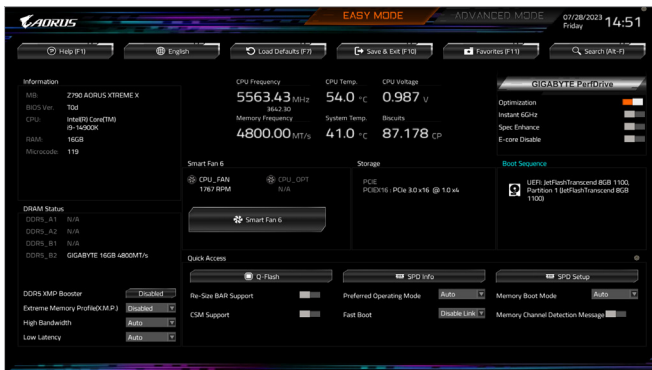 AORUS
EASY MODE
ADVANCED MODE
07/28/2023
Friday
14:51
Help (F1)
English
Load Defaults (F7)
Save & Exit (F10)
Favorites (F11)
Search (Alt-F)
Information
MB: Z790 AORUS XTREME X
BIOS Ver. T0d
CPU: Intel(R) Core(TM)
i9-14900K
RAM: 16GB
Microcode: 119
CPU Frequency
5563.43 MHz
3642.30
CPU Temp.
54.0 °C
CPU Voltage
0.987 V
Memory Frequency
4800.00 MT/s
System Temp.
41.0 °C
Biscuits
87.178 CP
GIGABYTE PerfDrive
Optimization
Instant 6GHz
Spec Enhance
E-core Disable
Smart Fan 6
CPU_FAN
1767 RPM
CPU_OPT
N/A
Smart Fan 6
Storage
PCIE
PCIEX16 : PCIe 3.0 x16 @ 1.0 x4
Boot Sequence
UEFI: JetFlashTranscend 8GB 1100,
Partition 1 (JetFlashTranscend 8GB
1100)
DRAM Status
DDR5_A1 N/A
DDR5_A2 N/A
DDR5_B1 N/A
DDR5_B2 GIGABYTE 16GB 4800MT/s
DDR5 XMP Booster Disabled
Extreme Memory Profile(X.M.P.) Disabled
High Bandwidth Auto
Low Latency Auto
Quick Access
Q-Flash
SPD Info
SPD Setup
Re-Size BAR Support
Preferred Operating Mode Auto
Memory Boot Mode Auto
CSM Support
Fast Boot Disable Link
Memory Channel Detection Message